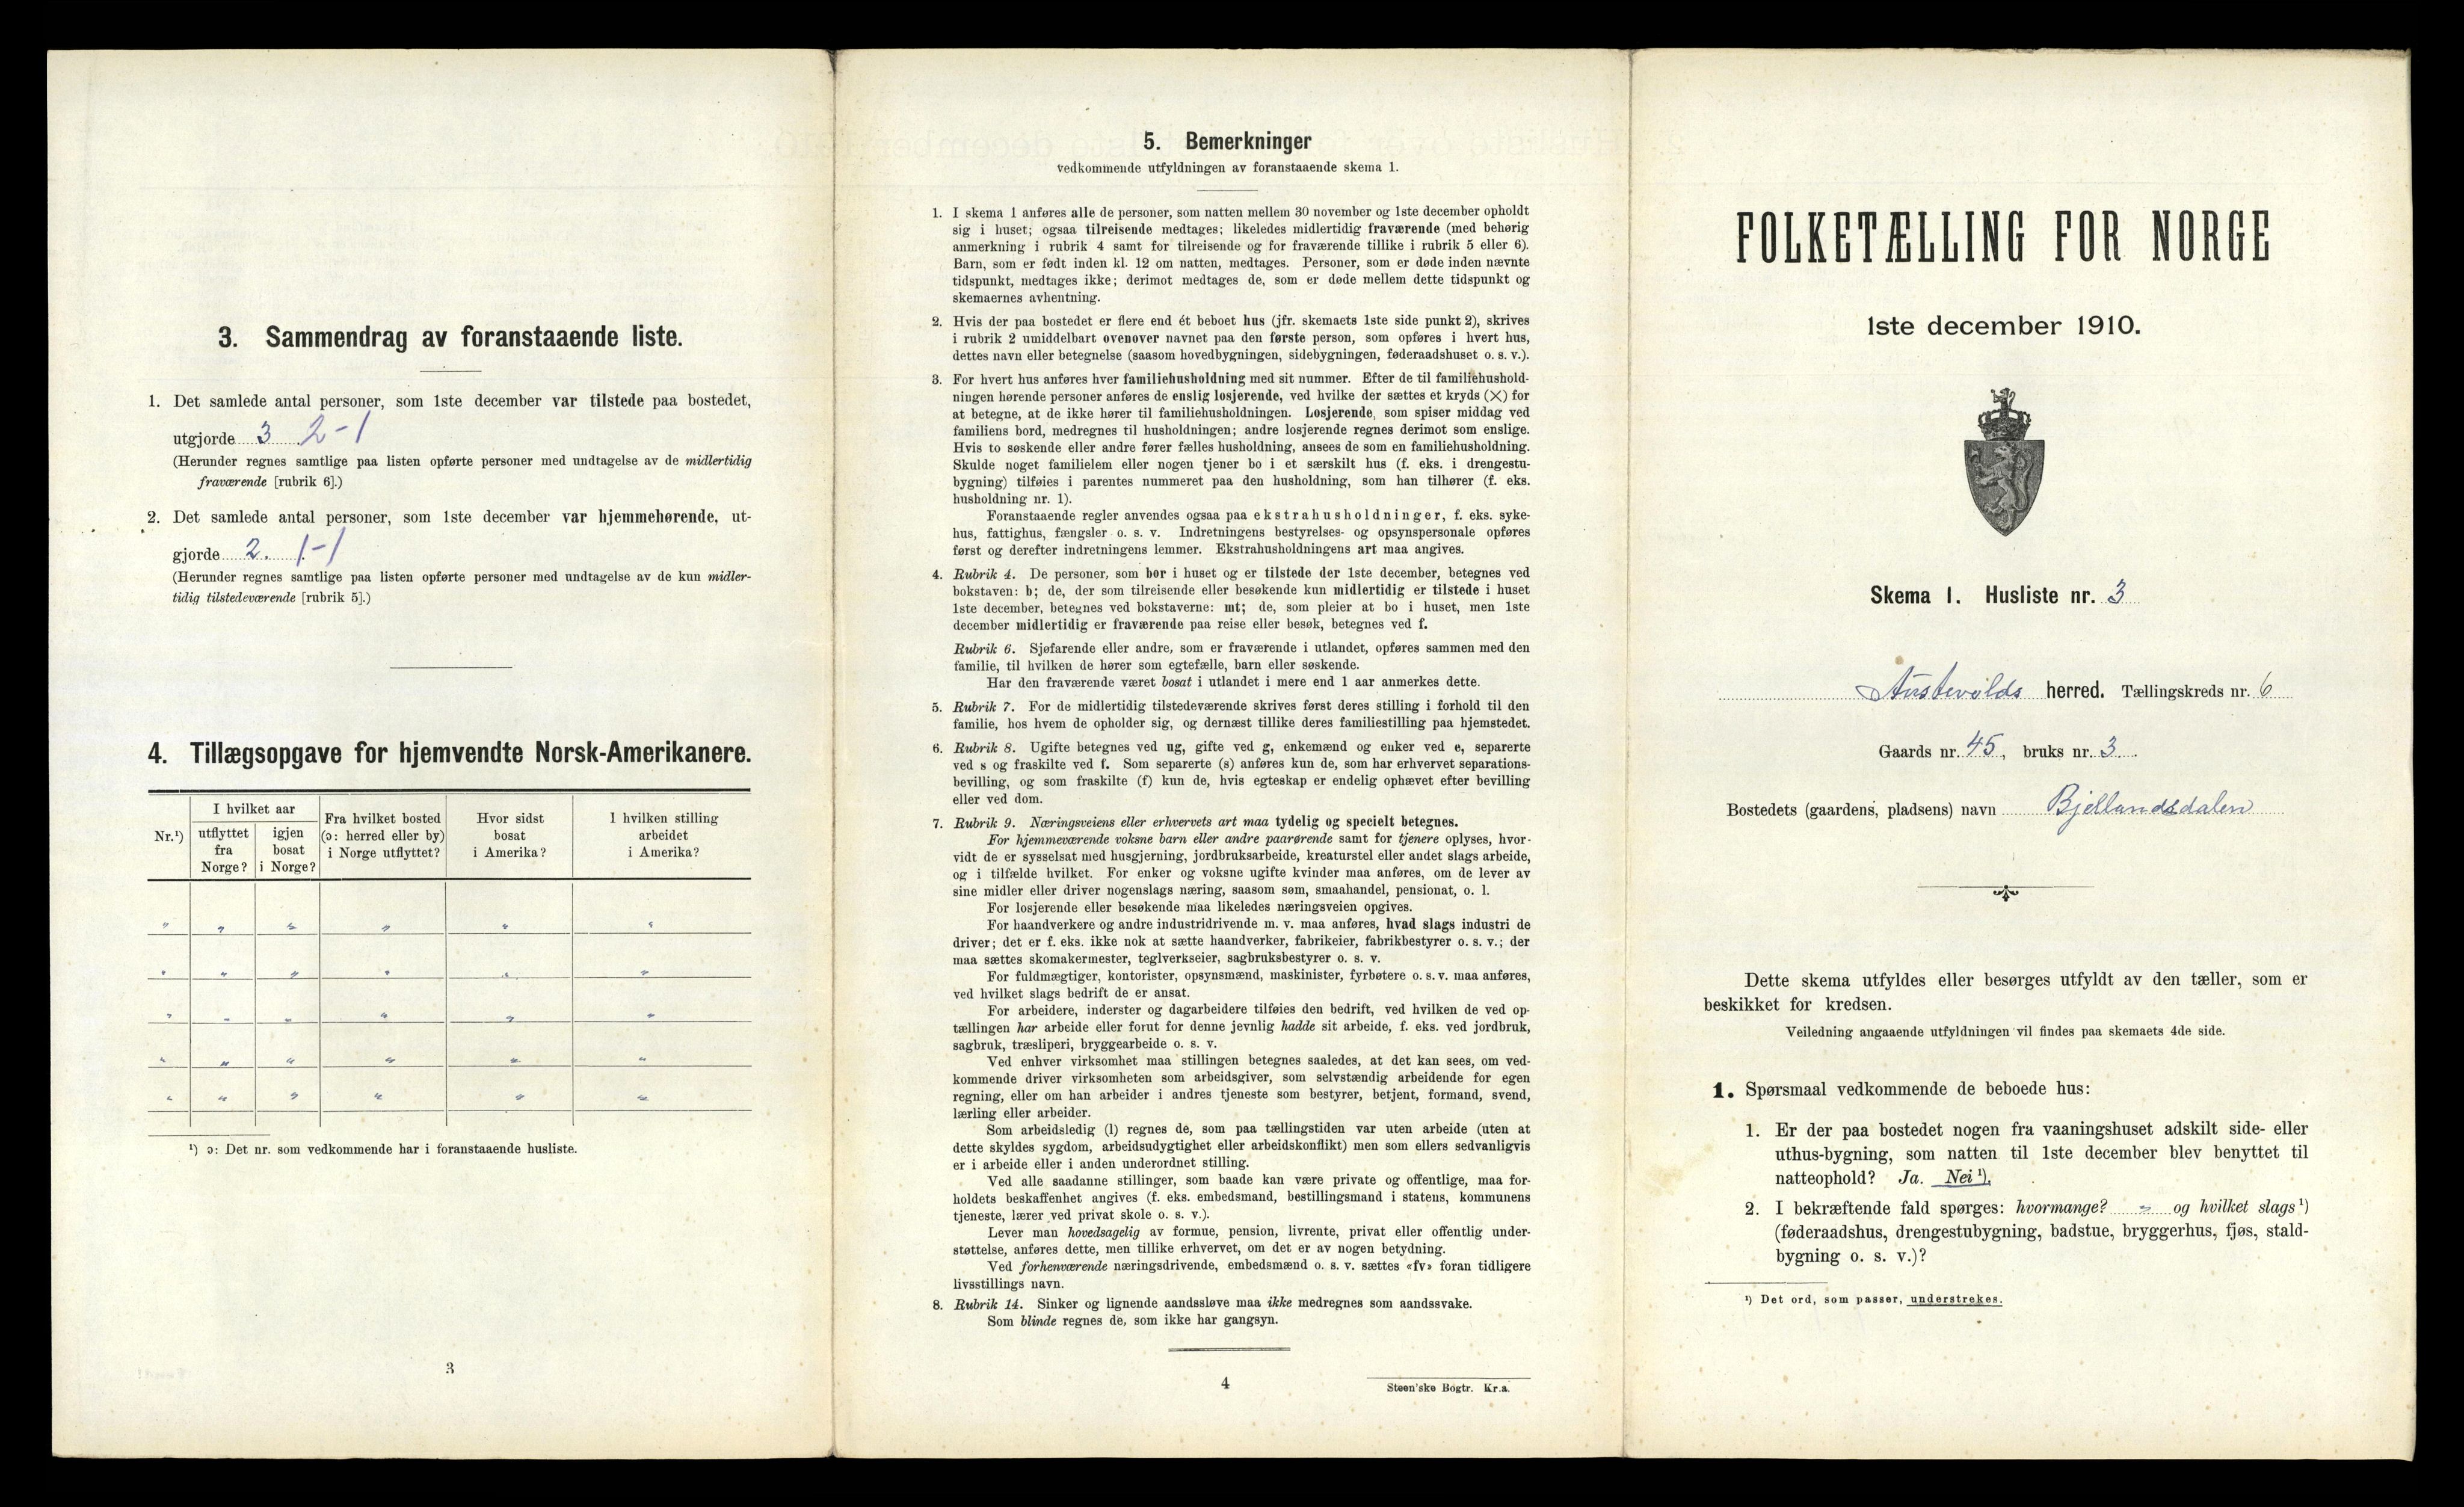 3. Sammendrag av foranstaaende liste.
1. Det samlede antal personer, som 1ste december var tilstede paa bostedet,
utgjorde 3 2-1
(Herunder regnes samtlige paa listen opførte personer med undtagelse av de midlertidig
fraværende [rubrik 6].)
2. Det samlede antal personer, som 1ste december var hjemmehørende, ut-
gjorde 2. 1-1
(Herunder regnes samtlige paa listen opførte personer med undtagelse av de kun midler-
tidig tilstedeværende [rubrik 5].)
4. Tillægsopgave for hjemvendte Norsk-Amerikanere.
Nr.¹)
I hvilket aar
utflyttet
fra
Norge?
igjen
bosat
i Norge?
Fra hvilket bosted
(ɔ: herred eller by)
i Norge utflyttet?
Hvor sidst
bosat
i Amerika?
I hvilken stilling
arbeidet
i Amerika?
" " " " " "
" " " " " "
" " " " " "
" " " " " "
" " " " " "
¹) ɔ: Det nr. som vedkommende har i foranstaaende husliste.
3
5. Bemerkninger
vedkommende utfyldningen av foranstaaende skema 1.
1. I skema 1 anføres alle de personer, som natten mellem 30 november og 1ste december opholdt
sig i huset; ogsaa tilreisende medtages; likeledes midlertidig fraværende (med behørig
anmerkning i rubrik 4 samt for tilreisende og for fraværende tillike i rubrik 5 eller 6).
Barn, som er født inden kl. 12 om natten, medtages. Personer, som er døde inden nævnte
tidspunkt, medtages ikke; derimot medtages de, som er døde mellem dette tidspunkt og
skemaernes avhentning.
2. Hvis der paa bostedet er flere end ét beboet hus (jfr. skemaets 1ste side punkt 2), skrives
i rubrik 2 umiddelbart ovenover navnet paa den første person, som opføres i hvert hus,
dettes navn eller betegnelse (saasom hovedbygningen, sidebygningen, føderaadshuset o. s. v.).
3. For hvert hus anføres hver familiehusholdning med sit nummer. Efter de til familiehushold-
ningen hørende personer anføres de enslig losjerende, ved hvilke der sættes et kryds (×) for
at betegne, at de ikke hører til familiehusholdningen. Losjerende, som spiser middag ved
familiens bord, medregnes til husholdningen; andre losjerende regnes derimot som enslige.
Hvis to søskende eller andre fører fælles husholdning, ansees de som en familiehusholdning.
Skulde noget familielem eller nogen tjener bo i et særskilt hus (f. eks. i drengestu-
bygning) tilføies i parentes nummeret paa den husholdning, som han tilhører (f. eks.
husholdning nr. 1).
Foranstaaende regler anvendes ogsaa paa ekstrahusholdninger, f. eks. syke-
hus, fattighus, fængsler o. s. v. Indretningens bestyrelses- og opsynspersonale opføres
først og derefter indretningens lemmer. Ekstrahusholdningens art maa angives.
4. Rubrik 4. De personer, som bor i huset og er tilstede der 1ste december, betegnes ved
bokstaven: b; de, der som tilreisende eller besøkende kun midlertidig er tilstede i huset
1ste december, betegnes ved bokstaverne: mt; de, som pleier at bo i huset, men 1ste
december midlertidig er fraværende paa reise eller besøk, betegnes ved f.
Rubrik 6. Sjøfarende eller andre, som er fraværende i utlandet, opføres sammen med den
familie, til hvilken de hører som egtefælle, barn eller søskende.
Har den fraværende været bosat i utlandet i mere end 1 aar anmerkes dette.
5. Rubrik 7. For de midlertidig tilstedeværende skrives først deres stilling i forhold til den
familie, hos hvem de opholder sig, og dernæst tillike deres familiestilling paa hjemstedet.
6. Rubrik 8. Ugifte betegnes ved ug, gifte ved g, enkemænd og enker ved e, separerte
ved s og fraskilte ved f. Som separerte (s) anføres kun de, som har erhvervet separations-
bevilling, og som fraskilte (f) kun de, hvis egteskap er endelig ophævet efter bevilling
eller ved dom.
7. Rubrik 9. Næringsveiens eller erhvervets art maa tydelig og specielt betegnes.
For hjemmeværende voksne barn eller andre paarørende samt for tjenere oplyses, hvor-
vidt de er sysselsat med husgjerning, jordbruksarbeide, kreaturstel eller andet slags arbeide,
og i tilfælde hvilket. For enker og voksne ugifte kvinder maa anføres, om de lever av
sine midler eller driver nogenslags næring, saasom søm, smaahandel, pensionat, o. l.
For losjerende eller besøkende maa likeledes næringsveien opgives.
For haandverkere og andre industridrivende m. v. maa anføres, hvad slags industri de
driver; det er f. eks. ikke nok at sætte haandverker, fabrikeier, fabrikbestyrer o. s. v.; der
maa sættes skomakermester, teglverkseier, sagbruksbestyrer o. s. v.
For fuldmægtiger, kontorister, opsynsmænd, maskinister, fyrbøtere o. s. v. maa anføres,
ved hvilket slags bedrift de er ansat.
For arbeidere, inderster og dagarbeidere tilføies den bedrift, ved hvilken de ved op-
tællingen har arbeide eller forut for denne jevnlig hadde sit arbeide, f. eks. ved jordbruk,
sagbruk, træsliperi, bryggearbeide o. s. v.
Ved enhver virksomhet maa stillingen betegnes saaledes, at det kan sees, om ved-
kommende driver virksomheten som arbeidsgiver, som selvstændig arbeidende for egen
regning, eller om han arbeider i andres tjeneste som bestyrer, betjent, formand, svend,
lærling eller arbeider.
Som arbeidsledig (l) regnes de, som paa tællingstiden var uten arbeide (uten at
dette skyldes sygdom, arbeidsudygtighet eller arbeidskonflikt) men som ellers sedvanligvis
er i arbeide eller i anden underordnet stilling.
Ved alle saadanne stillinger, som baade kan være private og offentlige, maa for-
holdets beskaffenhet angives (f. eks. embedsmand, bestillingsmand i statens, kommunens
tjeneste, lærer ved privat skole o. s. v.).
Lever man hovedsagelig av formue, pension, livrente, privat eller offentlig under-
støttelse, anføres dette, men tillike erhvervet, om det er av nogen betydning.
Ved forhenværende næringsdrivende, embedsmænd o. s. v. sættes «fv» foran tidligere
livsstillings navn.
8. Rubrik 14. Sinker og lignende aandssløve maa ikke medregnes som aandssvake.
Som blinde regnes de, som ikke har gangsyn.
4
Steen'ske Bogtr. Kr.a.
FOLKETÆLLING FOR NORGE
1ste december 1910.
Skema 1. Husliste nr. 3
Austevolds herred. Tællingskreds nr. 6
Gaards nr. 45, bruks nr. 3.
Bostedets (gaardens, pladsens) navn Bjellandsdalen
Dette skema utfyldes eller besørges utfyldt av den tæller, som er
beskikket for kredsen.
Veiledning angaaende utfyldningen vil findes paa skemaets 4de side.
1. Spørsmaal vedkommende de beboede hus:
1. Er der paa bostedet nogen fra vaaningshuset adskilt side- eller
uthus-bygning, som natten til 1ste december blev benyttet til
natteophold? Ja. Nei ¹).
2. I bekræftende fald spørges: hvormange? " og hvilket slags ¹)
(føderaadshus, drengestubygning, badstue, bryggerhus, fjøs, stald-
bygning o. s. v.)?
¹) Det ord, som passer, understrekes.